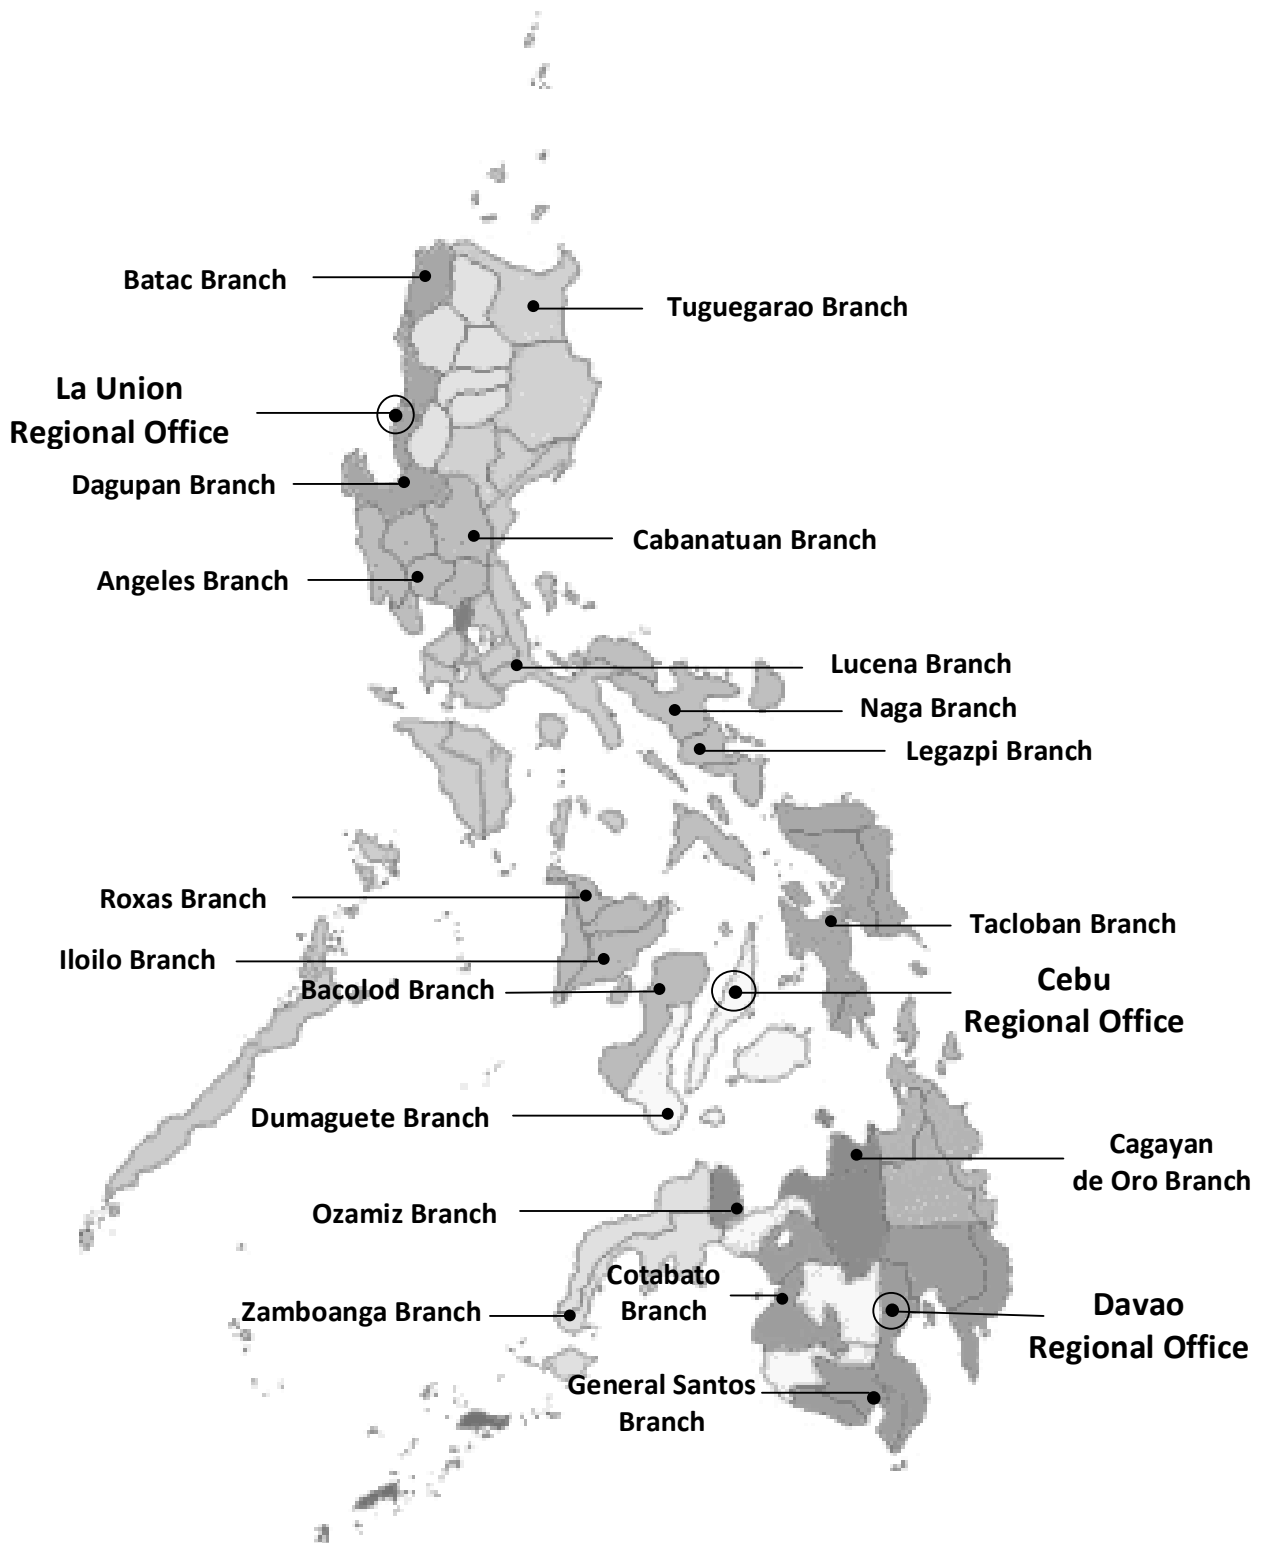 Batac Branch
Tuguegarao Branch
La Union
Regional Office
Dagupan Branch
Cabanatuan Branch
Angeles Branch
Lucena Branch
Naga Branch
Legazpi Branch
Roxas Branch
Tacloban Branch
Iloilo Branch
Bacolod Branch
Cebu
Regional Office
Dumaguete Branch
Cagayan
de Oro Branch
Ozamiz Branch
Cotabato
Branch
Zamboanga Branch
Davao
Regional Office
General Santos
Branch